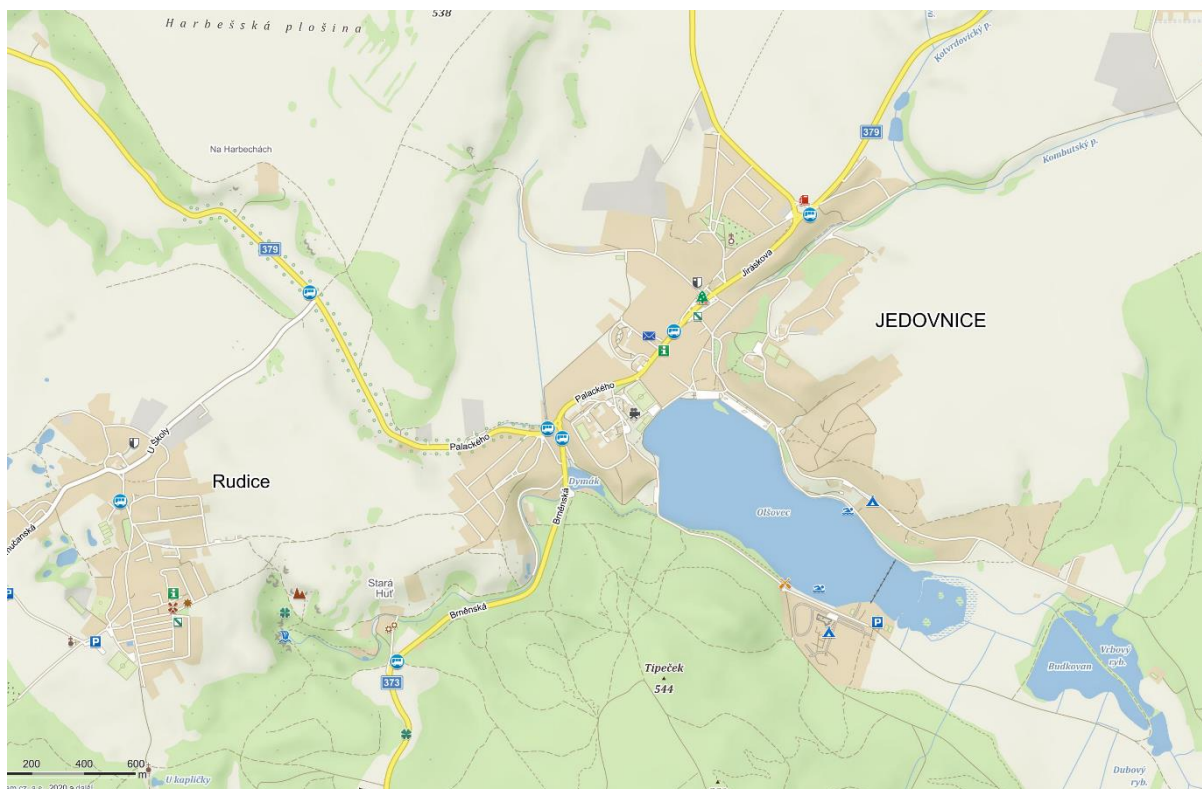 538
Harbešská plošina
Kotvrdovický p.
379
Kombutský p.
Na Harbechách
379
Jiráskova
JEDOVNICE
Palackého
U Školy
Palackého
Rudice
Dymák
Brněnská
Olšovec
Stará
Huť
Brněnská
P
P
P
Tipeček
544
373
Budkovan
Vrbový
ryb.
200 400 600
m
U kapličky
Dubový
ryb.